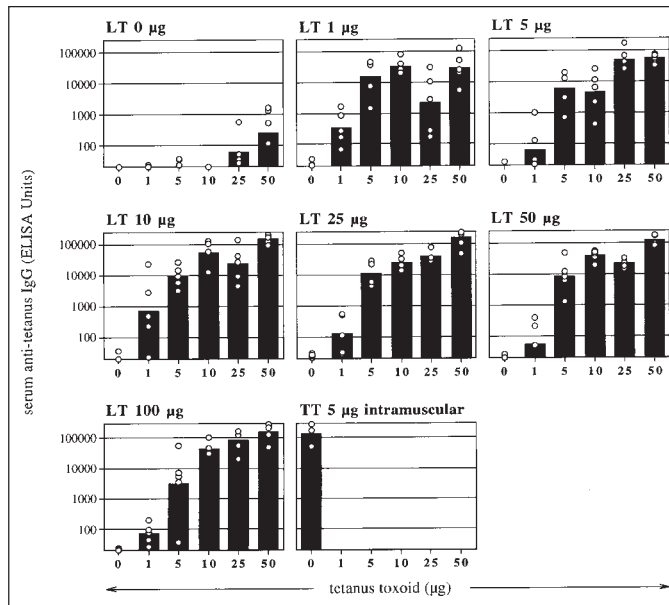 LT 0 µg LT 1 µg LT 5 µg
100000
10000
1000
100
0 1 5 10 25 50 0 1 5 10 25 50 0 1 5 10 25 50
LT 10 µg LT 25 µg LT 50 µg
100000
10000
1000
100
0 1 5 10 25 50 0 1 5 10 25 50 0 1 5 10 25 50
LT 100 µg TT 5 µg intramuscular
100000
10000
1000
100
0 1 5 10 25 50 0 1 5 10 25 50
serum anti-tetanus IgG (ELISA Units)
tetanus toxoid (µg)